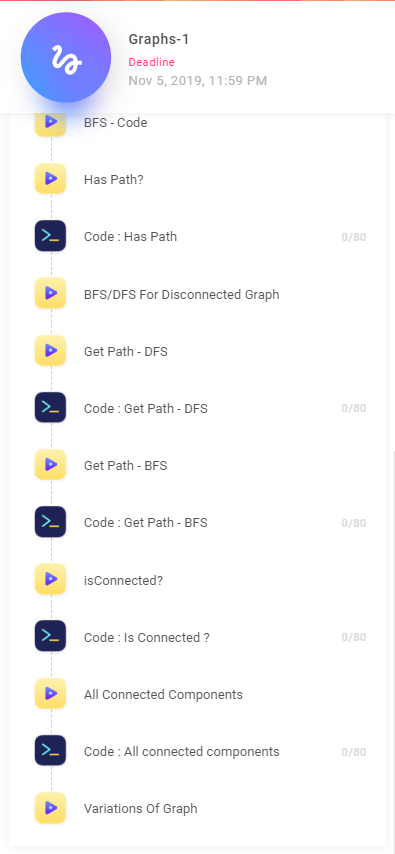 Graphs-1
Deadline
Nov 5, 2019, 11:59 PM
BFS - Code
Has Path?
Code : Has Path 0/80
BFS/DFS For Disconnected Graph
Get Path - DFS
Code : Get Path - DFS 0/80
Get Path - BFS
Code : Get Path - BFS 0/80
isConnected?
Code : Is Connected ? 0/80
All Connected Components
Code : All connected components 0/80
Variations Of Graph